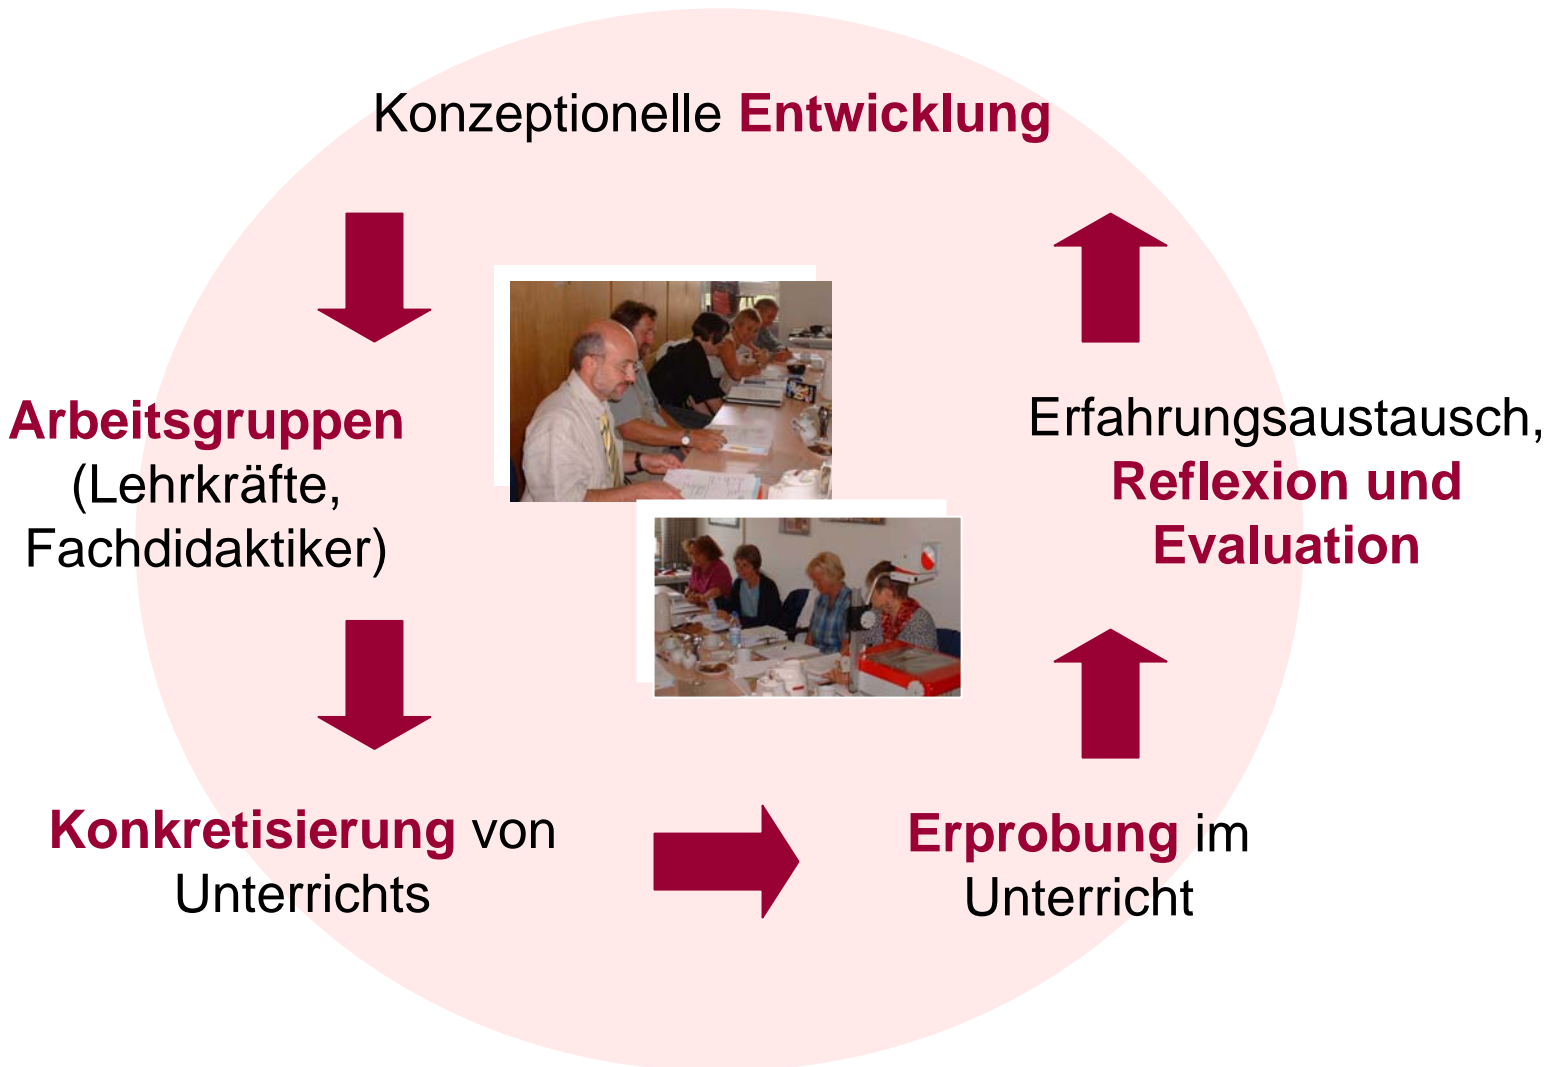 Konzeptionelle Entwicklung
Arbeitsgruppen
(Lehrkräfte,
Fachdidaktiker)
Konkretisierung von
Unterrichts
Erprobung im
Unterricht
Erfahrungsaustausch,
Reflexion und
Evaluation